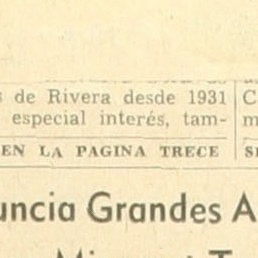 s de Rivera desde 1931
especial interés, tam-
EN LA PAGINA TRECE
uncia Grandes A